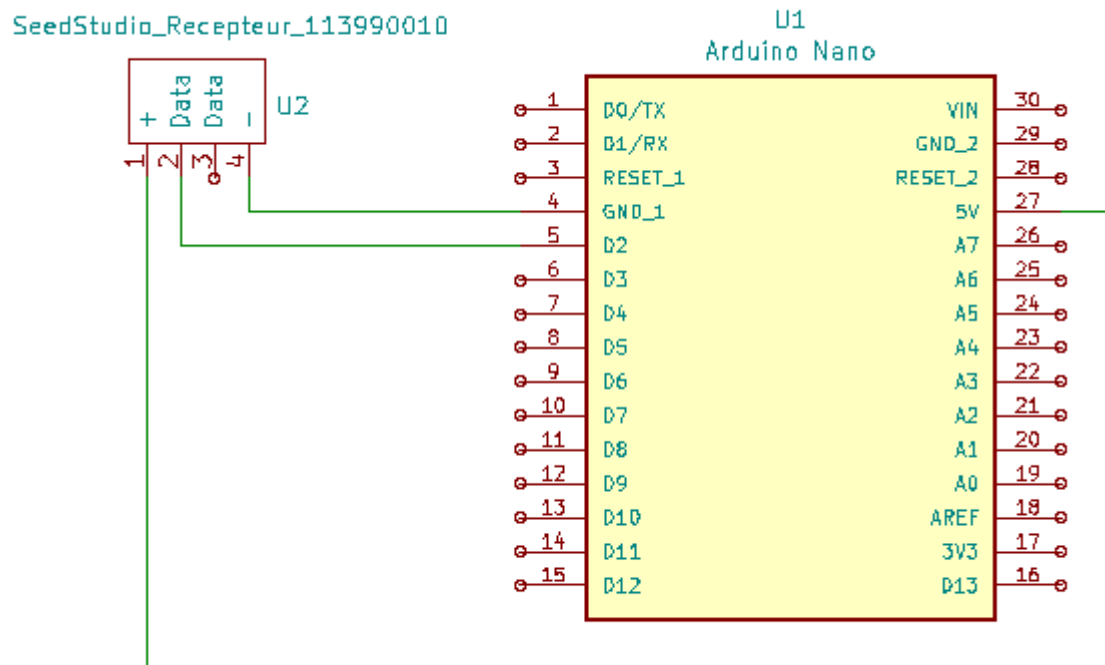 SeedStudio_Recepteur_113990010
U1
Arduino Nano
+ Data Data -
U2
1 2 3 4
1 D0/TX VIN 30
2 D1/RX GND_2 29
3 RESET_1 RESET_2 28
4 GND_1 5V 27
5 D2 A7 26
6 D3 A6 25
7 D4 A5 24
8 D5 A4 23
9 D6 A3 22
10 D7 A2 21
11 D8 A1 20
12 D9 A0 19
13 D10 AREF 18
14 D11 3V3 17
15 D12 D13 16